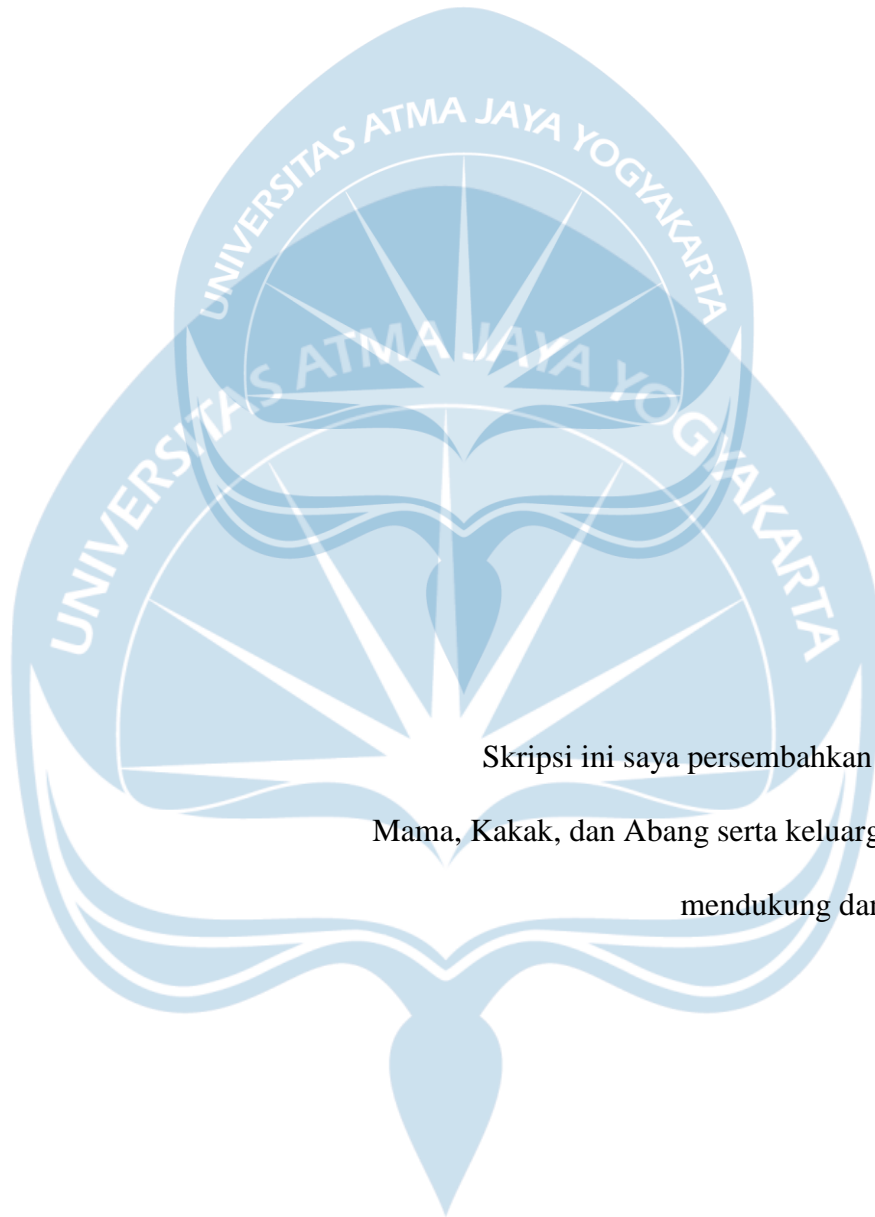 UNIVERSITAS ATMA JAYA YOGYAKARTA
UNIVERSITAS ATMA JAYA YOGYAKARTA
Skripsi ini saya persembahkan
Mama, Kakak, dan Abang serta keluarg
mendukung dan